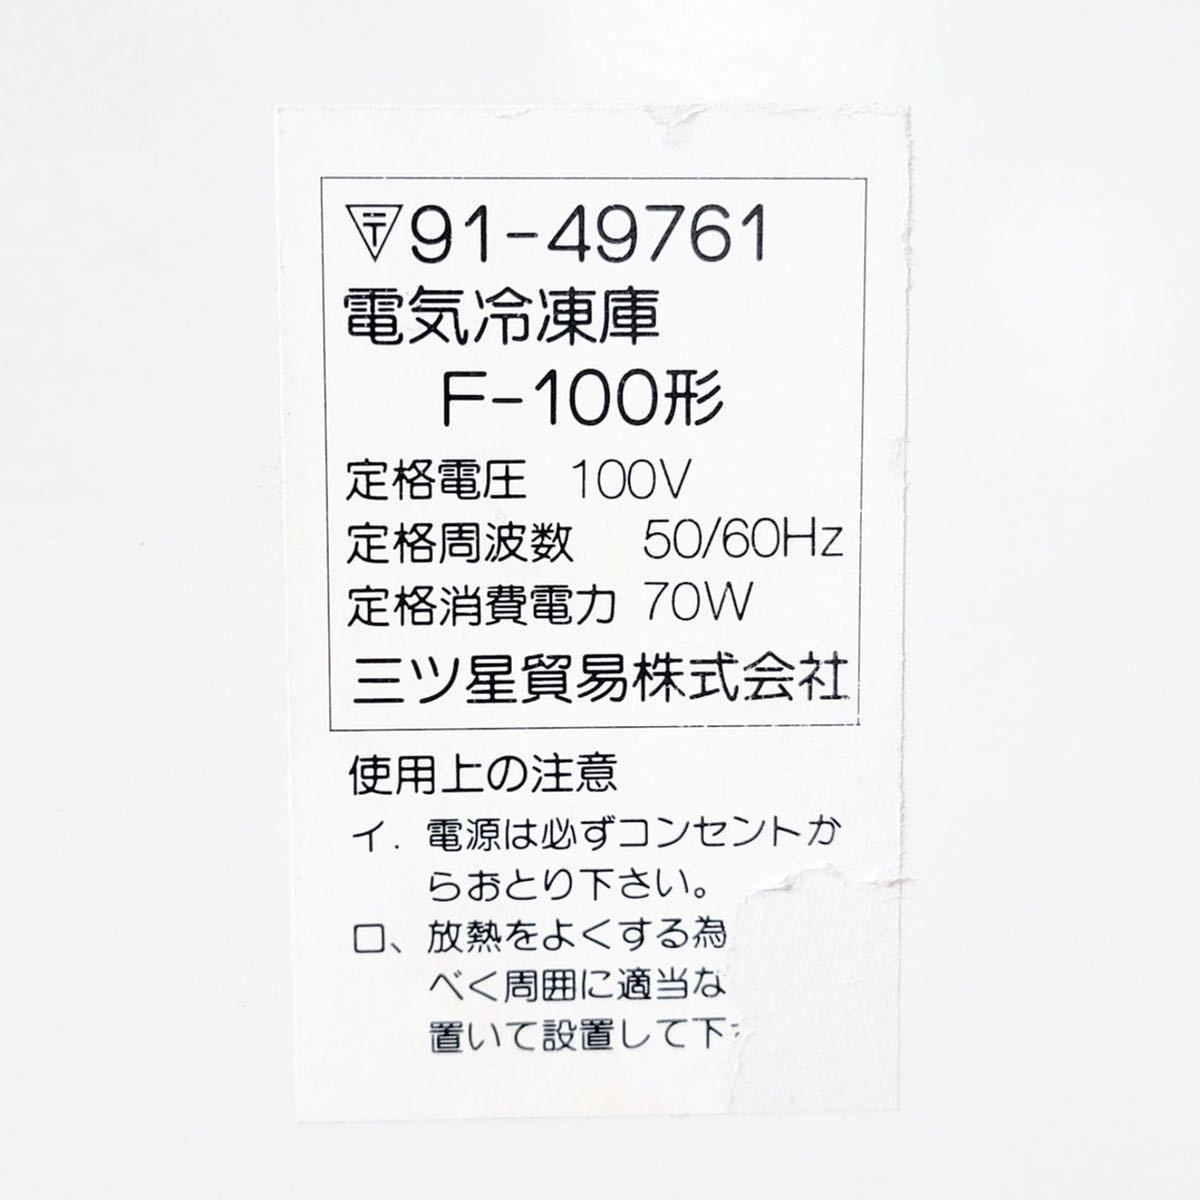 〒91-49761
電気冷凍庫
F-100形
定格電圧 100V
定格周波数 50/60Hz
定格消費電力 70W
三ツ星貿易株式会社
使用上の注意
イ. 電源は必ずコンセントか
らおとり下さい。
ロ、放熱をよくする為
べく周囲に適当な
置いて設置して下